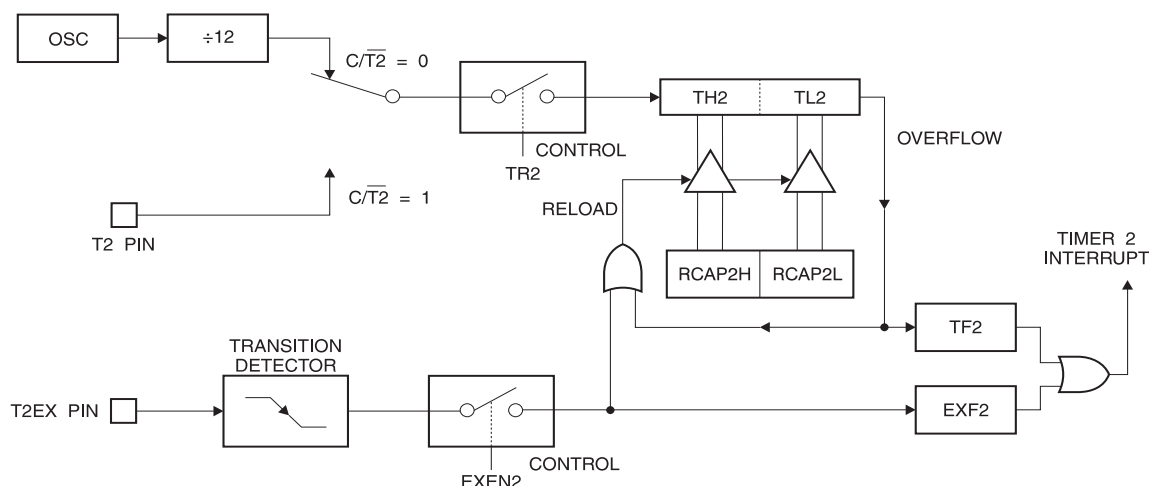 OSC
÷12
C/T2̅ = 0
TH2
TL2
OVERFLOW
CONTROL
TR2
C/T2̅ = 1
T2 PIN
RELOAD
RCAP2H
RCAP2L
TIMER 2
INTERRUPT
TF2
TRANSITION
DETECTOR
T2EX PIN
EXF2
CONTROL
EXEN2